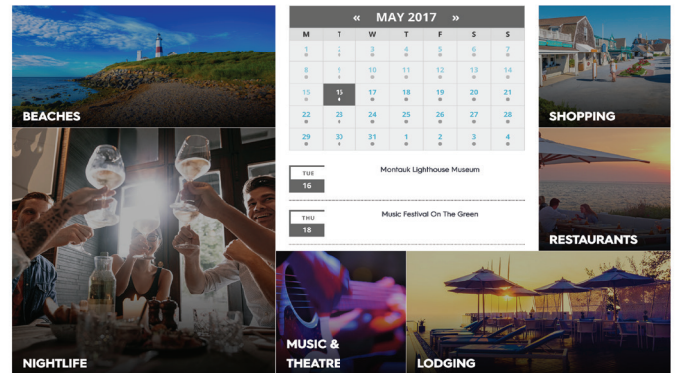 BEACHES
« MAY 2017 »
M T W T F S S
1 2 3 4 5 6 7
8 9 10 11 12 13 14
15 16 17 18 19 20 21
22 23 24 25 26 27 28
29 30 31 1 2 3 4
TUE
16
Montauk Lighthouse Museum
THU
18
Music Festival On The Green
SHOPPING
RESTAURANTS
NIGHTLIFE
MUSIC &
THEATRE
LODGING